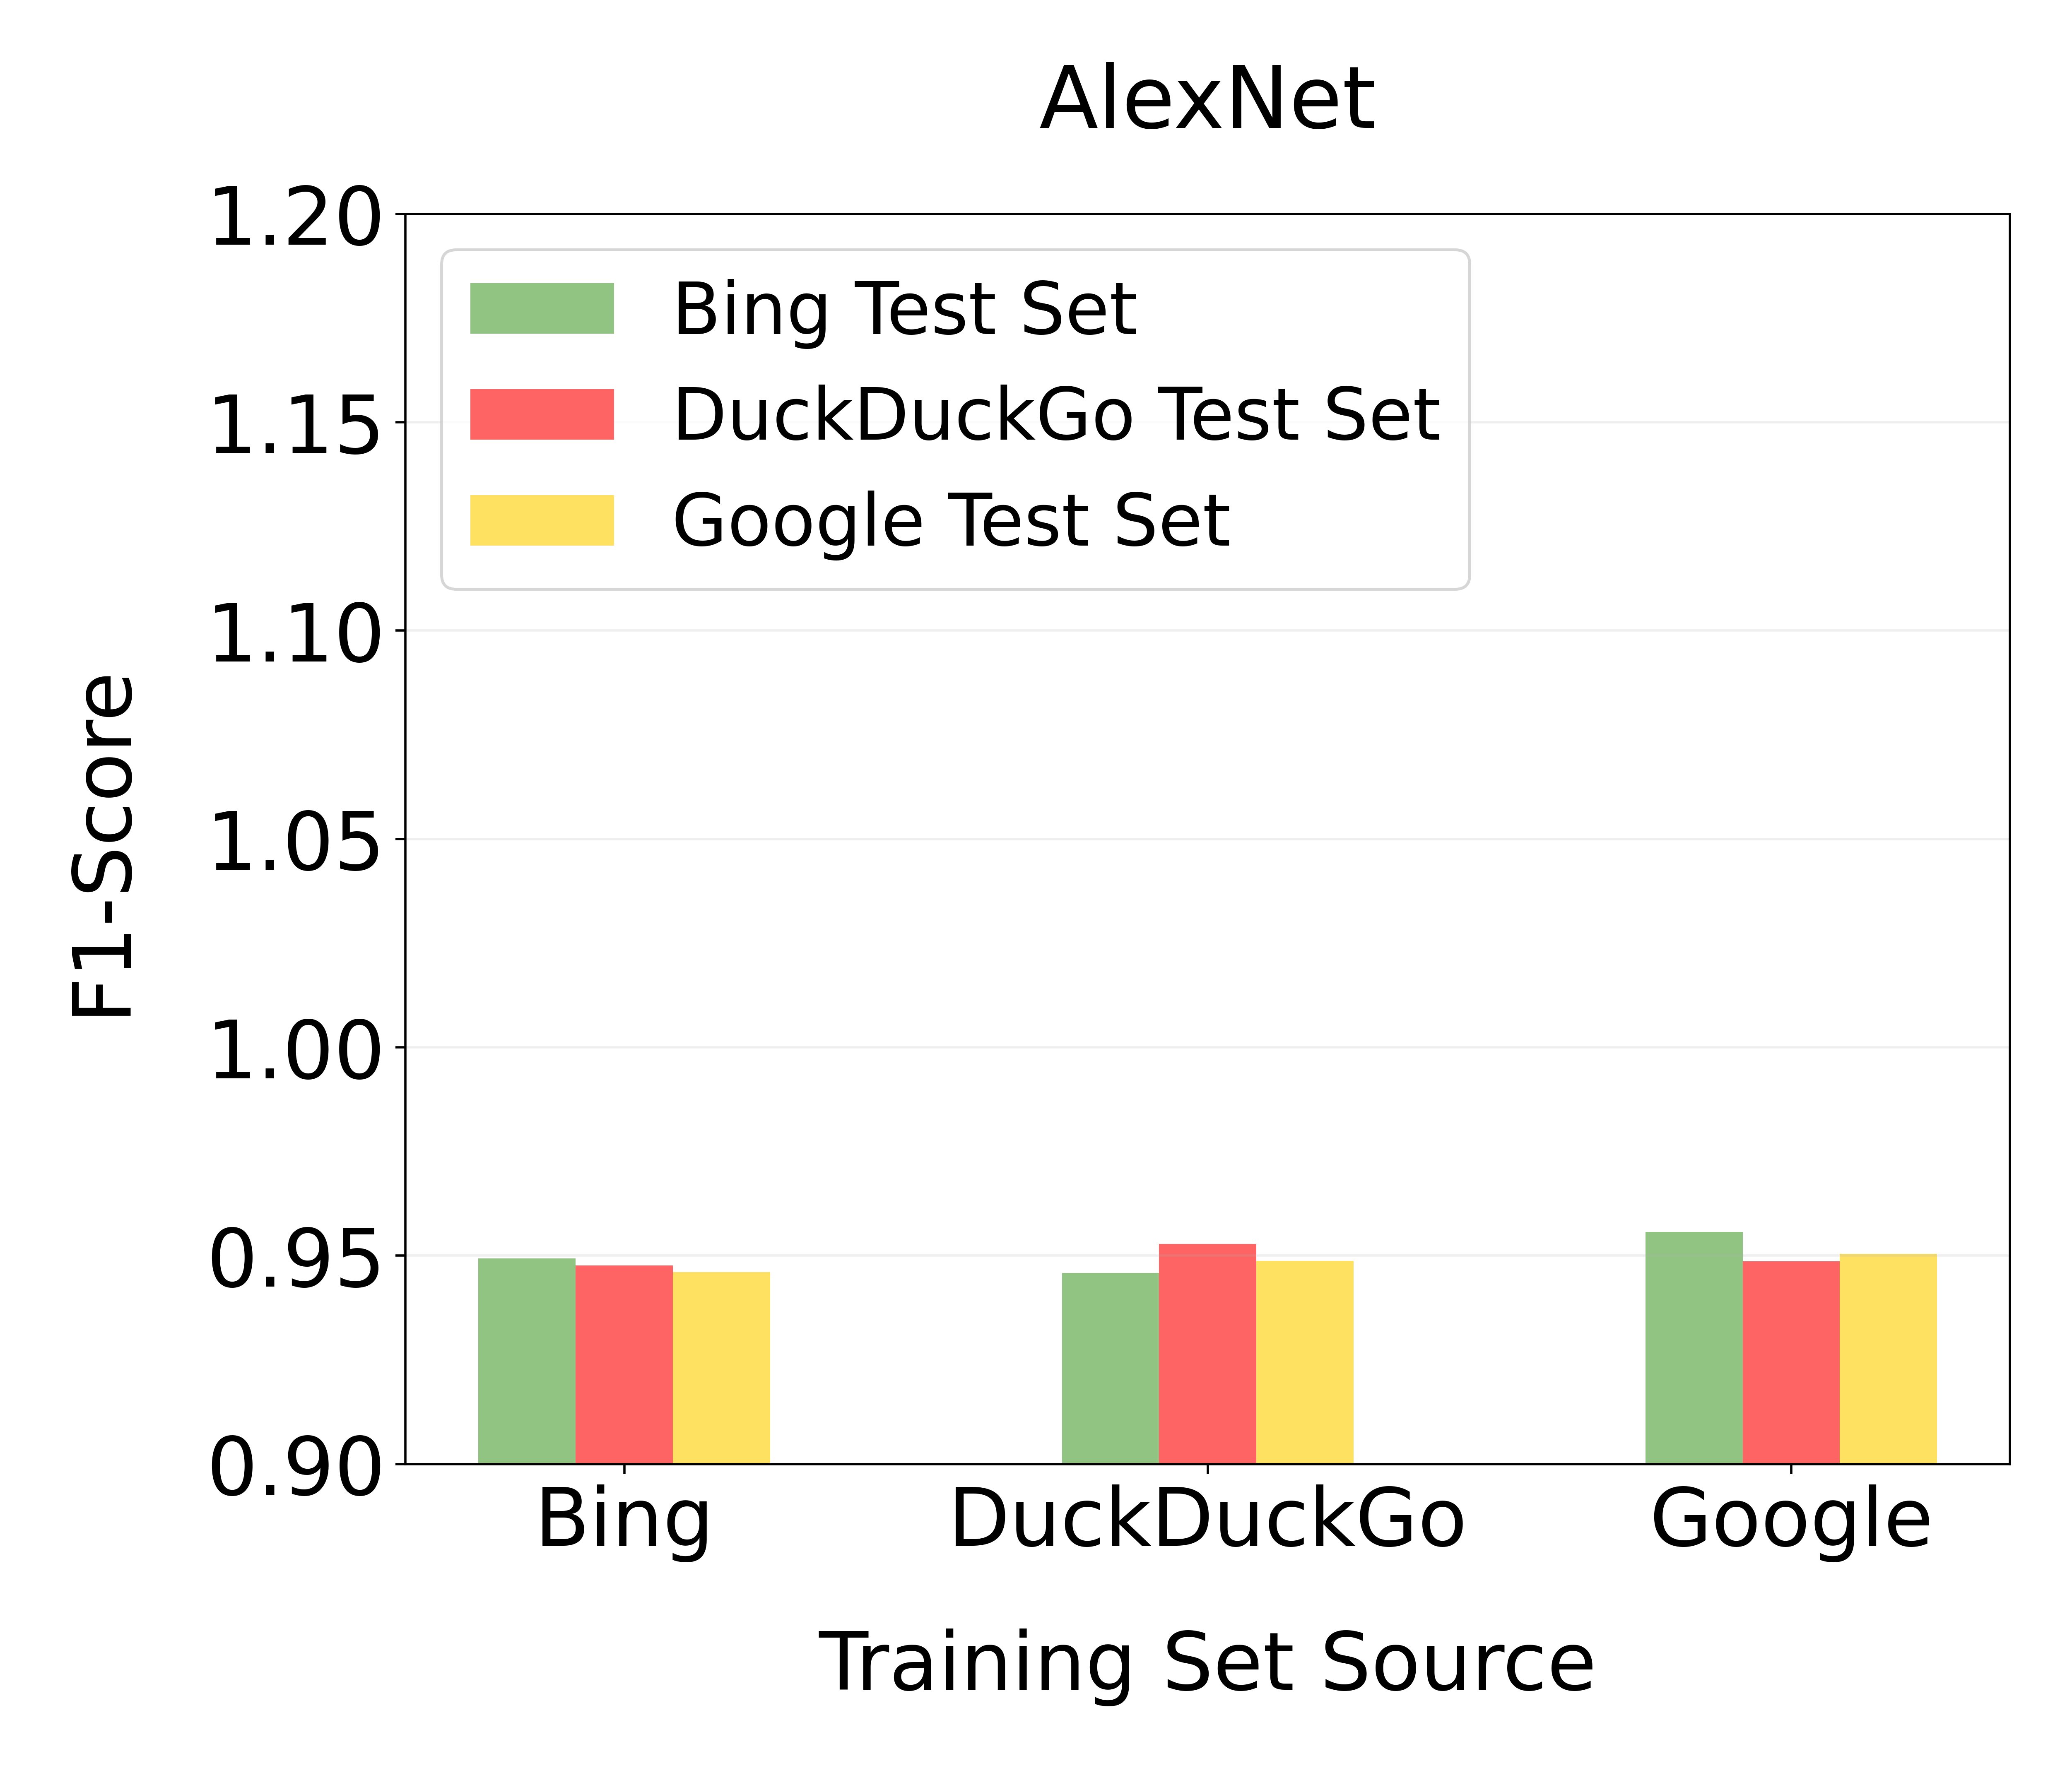 AlexNet
1.20
1.15
1.10
1.05
1.00
0.95
0.90
F1-Score
Bing Test Set
DuckDuckGo Test Set
Google Test Set
Bing DuckDuckGo Google
Training Set Source